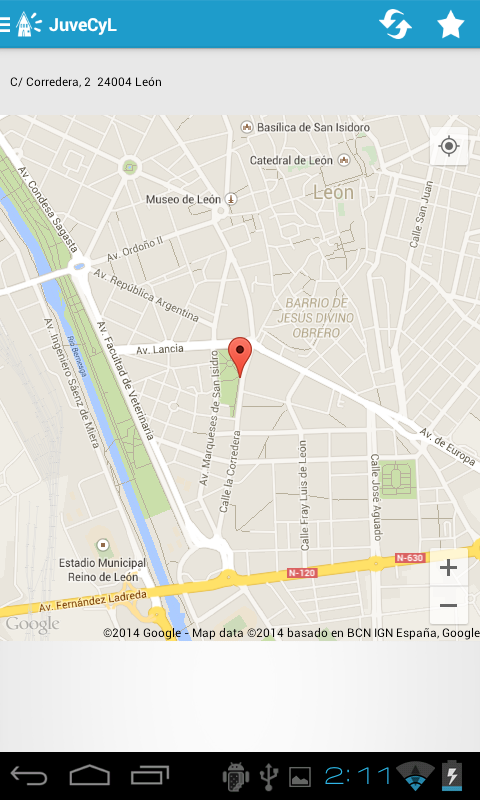 JuveCyL
C/ Corredera, 2  24004 León
Basílica de San Isidoro
Catedral de León
León
Museo de León
Calle San Juan
Av. Condesa Sagasta
Av. Ordoño II
Av. República Argentina
BARRIO DE
JESUS DIVINO
OBRERO
Río Bernesga
Av. Lancia
Av. Facultad de Veterinaria
Av. Ingeniero Sáenz de Miera
Av. Marqueses de San Isidro
Calle la Corredera
Av. de Europa
Calle Fray Luis de León
Calle José Aguado
Estadio Municipal
Reino de León
N-630
N-120
Av. Fernández Ladreda
Google
©2014 Google - Map data ©2014 basado en BCN IGN España, Google
2:11